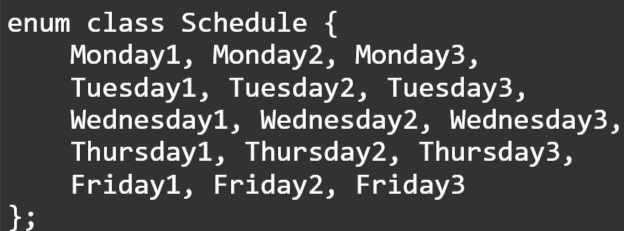 enum class Schedule {
    Monday1, Monday2, Monday3,
    Tuesday1, Tuesday2, Tuesday3,
    Wednesday1, Wednesday2, Wednesday3,
    Thursday1, Thursday2, Thursday3,
    Friday1, Friday2, Friday3
};